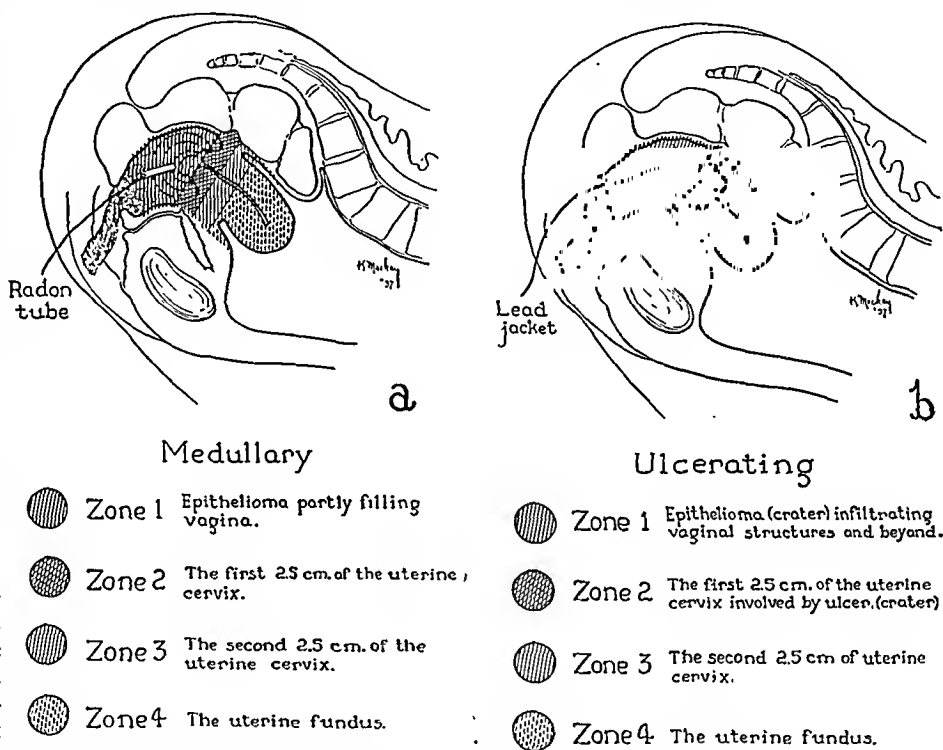 Radon
tube
K Mackay
'37
a
Medullary
Zone 1 Epithelioma partly filling
vagina.
Zone 2 The first 2.5 cm. of the uterine
cervix.
Zone 3 The second 2.5 cm. of the
uterine cervix.
Zone 4 The uterine fundus.
Lead
jacket
K Mackay
'37
b
Ulcerating
Zone 1 Epithelioma (crater) infiltrating
vaginal structures and beyond.
Zone 2 The first 2.5 cm. of the uterine
cervix involved by ulcer. (crater)
Zone 3 The second 2.5 cm of uterine
cervix.
Zone 4 The uterine fundus.